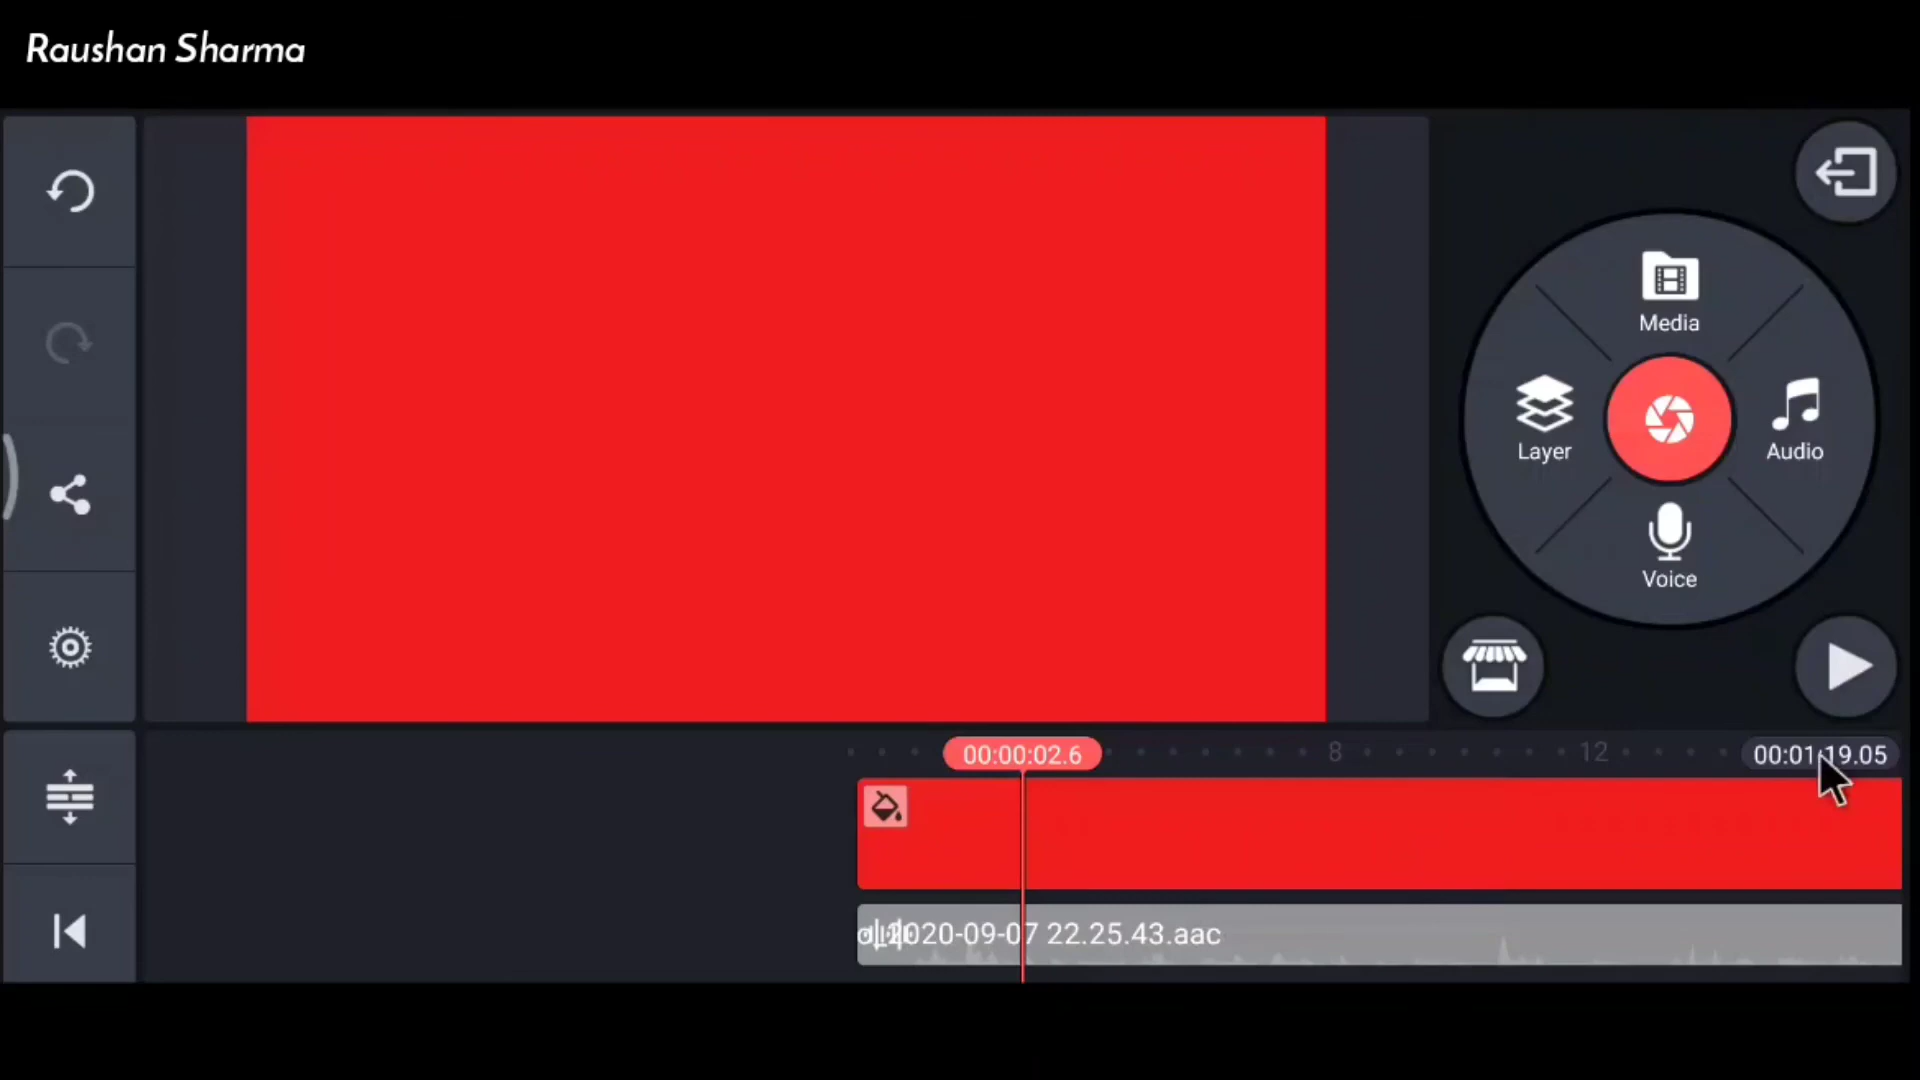 Raushan Sharma
Media
Layer
Audio
Voice
00:00:02.6
8
12
00:01:19.05
2020-09-07 22.25.43.aac